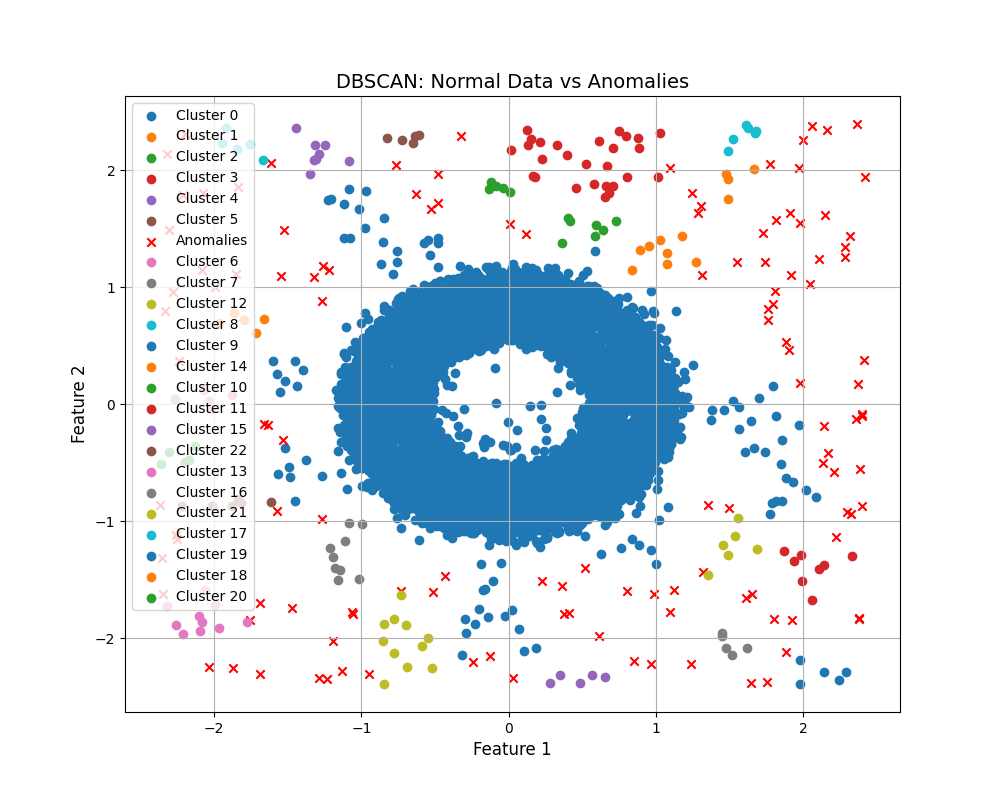 DBSCAN: Normal Data vs Anomalies
Cluster 0
Cluster 1
Cluster 2
Cluster 3
Cluster 4
Cluster 5
Anomalies
Cluster 6
Cluster 7
Cluster 12
Cluster 8
Cluster 9
Cluster 14
Cluster 10
Cluster 11
Cluster 15
Cluster 22
Cluster 13
Cluster 16
Cluster 21
Cluster 17
Cluster 19
Cluster 18
Cluster 20
2
1
0
−1
−2
Feature 2
−2 −1 0 1 2
Feature 1